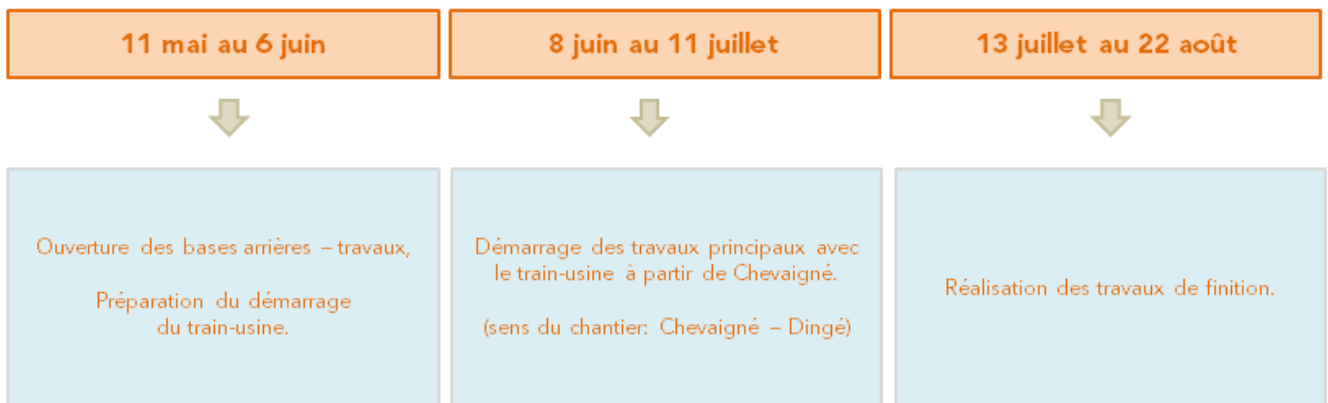 11 mai au 6 juin
8 juin au 11 juillet
13 juillet au 22 août
Ouverture des bases arrières – travaux,
Préparation du démarrage
du train-usine.
Démarrage des travaux principaux avec
le train-usine à partir de Chevaigné.
(sens du chantier: Chevaigné – Dingé)
Réalisation des travaux de finition.